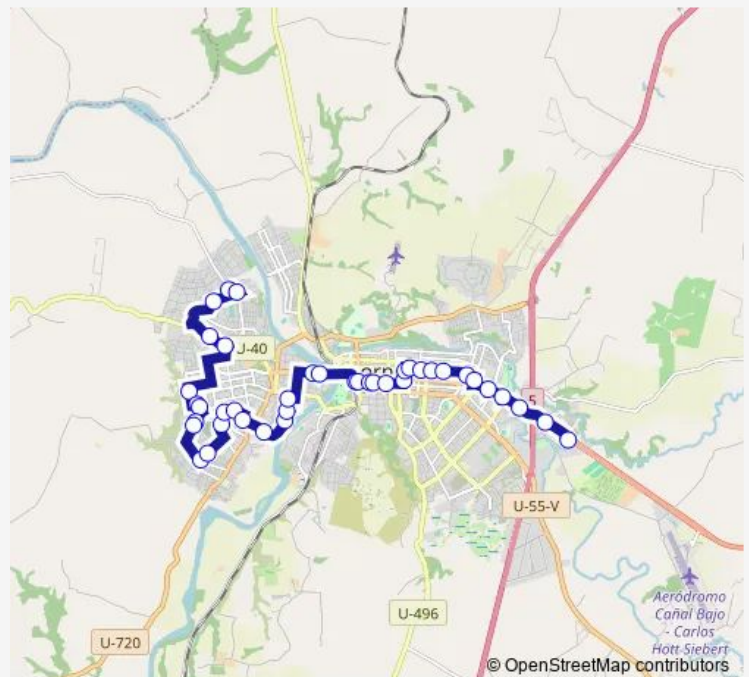 U-40
5
U-55-V
U-496
U-720
Aeródromo
Cañal Bajo
- Carlos
Hott Siebert
© OpenStreetMap contributors